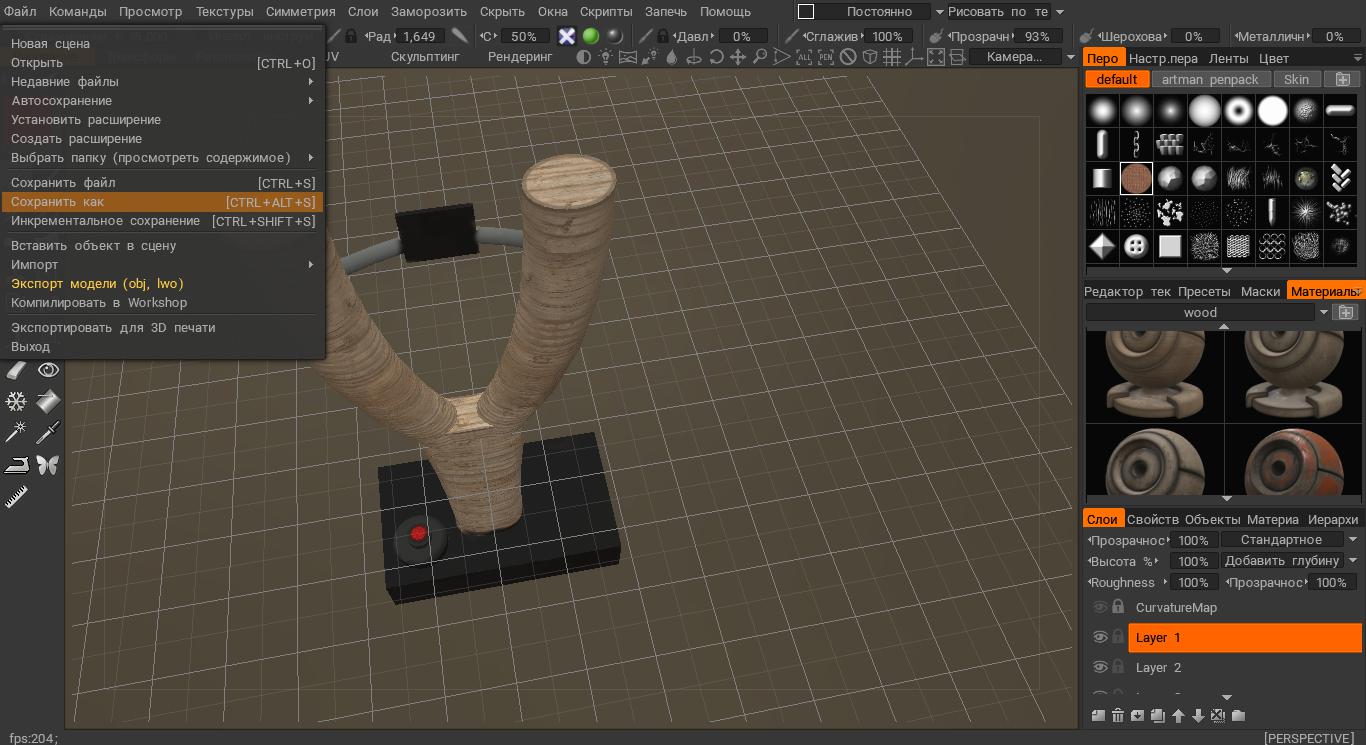 Файл Команды Просмотр Текстуры Симметрия Слои Заморозить Скрыть Окна Скрипты Запечь Помощь Постоянно Рисовать по те
Рад 1,649 С 50% Давл 0% Сглажив 100% Прозрачн 93% Шерохова 0% Металличн 0%
UV Скульптинг Рендеринг ALL PEN Камера...
Новая сцена
Открыть [CTRL+O]
Недавние файлы
Автосохранение
Установить расширение
Создать расширение
Выбрать папку (просмотреть содержимое)
Сохранить файл [CTRL+S]
Сохранить как [CTRL+ALT+S]
Инкрементальное сохранение [CTRL+SHIFT+S]
Вставить объект в сцену
Импорт
Экспорт модели (obj, lwo)
Компилировать в Workshop
Экспортировать для 3D печати
Выход
Перо Настр.пера Ленты Цвет
default artman penpack Skin
Редактор тек Пресеты Маски Материалы
wood
Слои Свойств Объекты Материа Иерархи
Прозрачнос 100% Стандартное
Высота % 100% Добавить глубину
Roughness 100% Прозрачнос 100%
CurvatureMap
Layer 1
Layer 2
fps:204; [PERSPECTIVE]